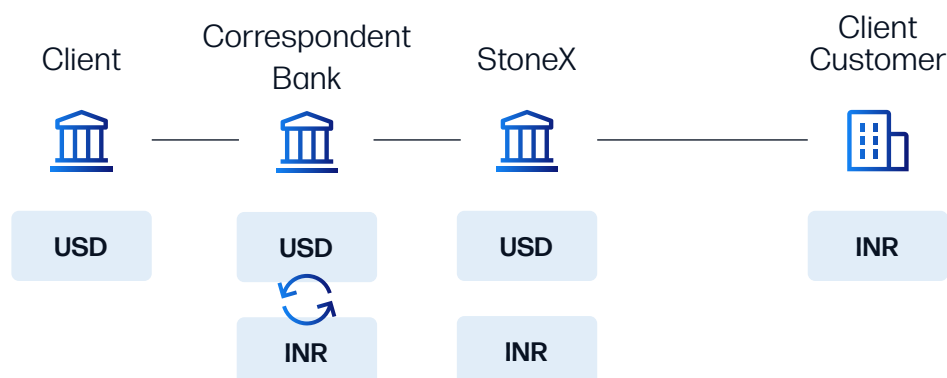 Client
Correspondent
Bank
StoneX
Client
Customer
USD
USD
USD
INR
INR
INR